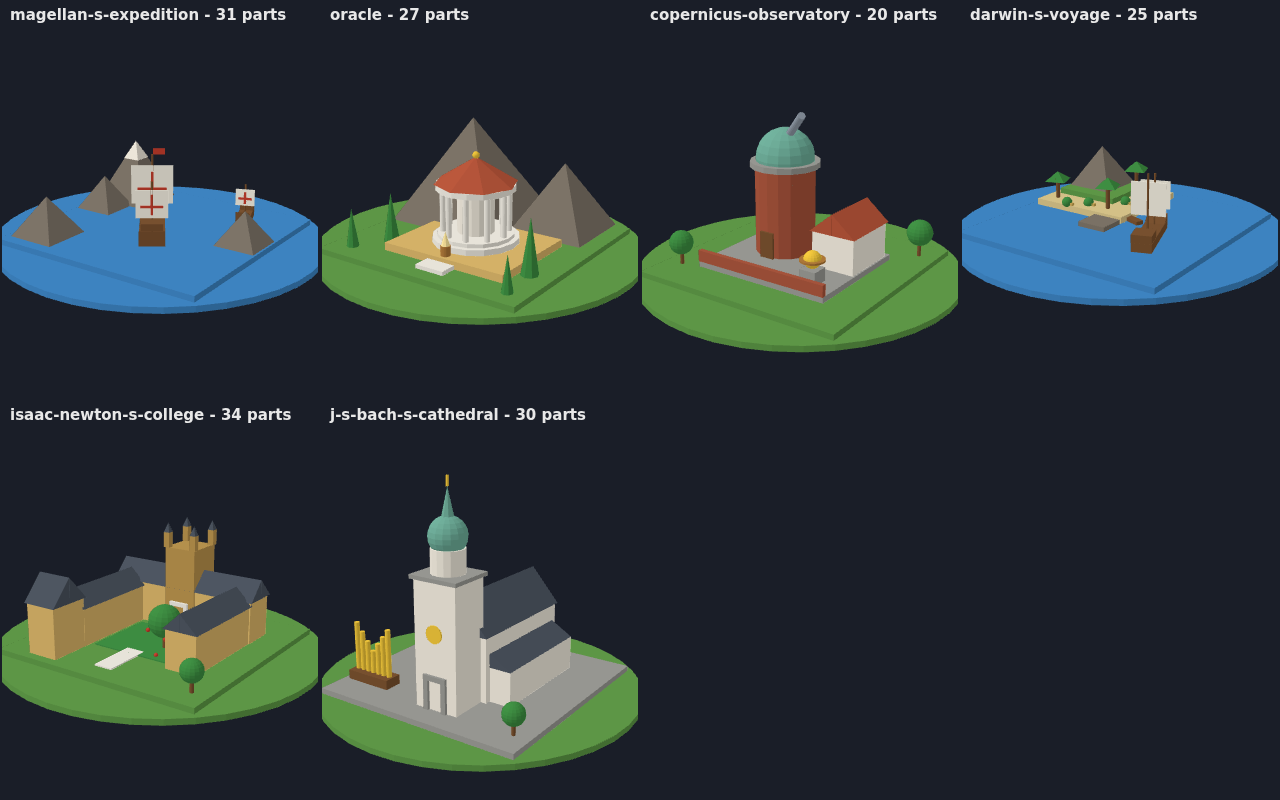 magellan-s-expedition - 31 parts
oracle - 27 parts
copernicus-observatory - 20 parts
darwin-s-voyage - 25 parts
isaac-newton-s-college - 34 parts
j-s-bach-s-cathedral - 30 parts